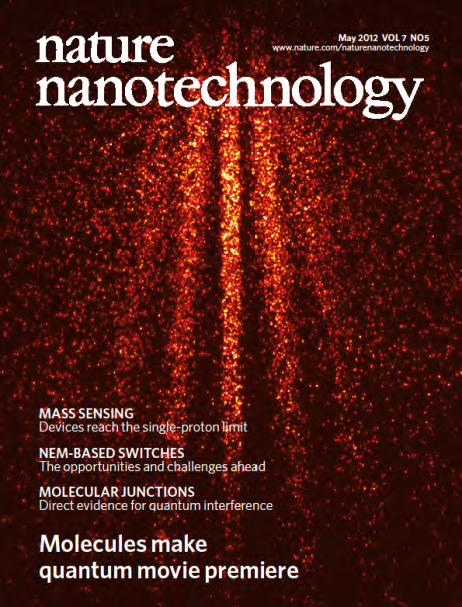 May 2012 VOL 7 NO5
www.nature.com/naturenanotechnology
nature
nanotechnology
MASS SENSING
Devices reach the single-proton limit
NEM-BASED SWITCHES
The opportunities and challenges ahead
MOLECULAR JUNCTIONS
Direct evidence for quantum interference
Molecules make
quantum movie premiere